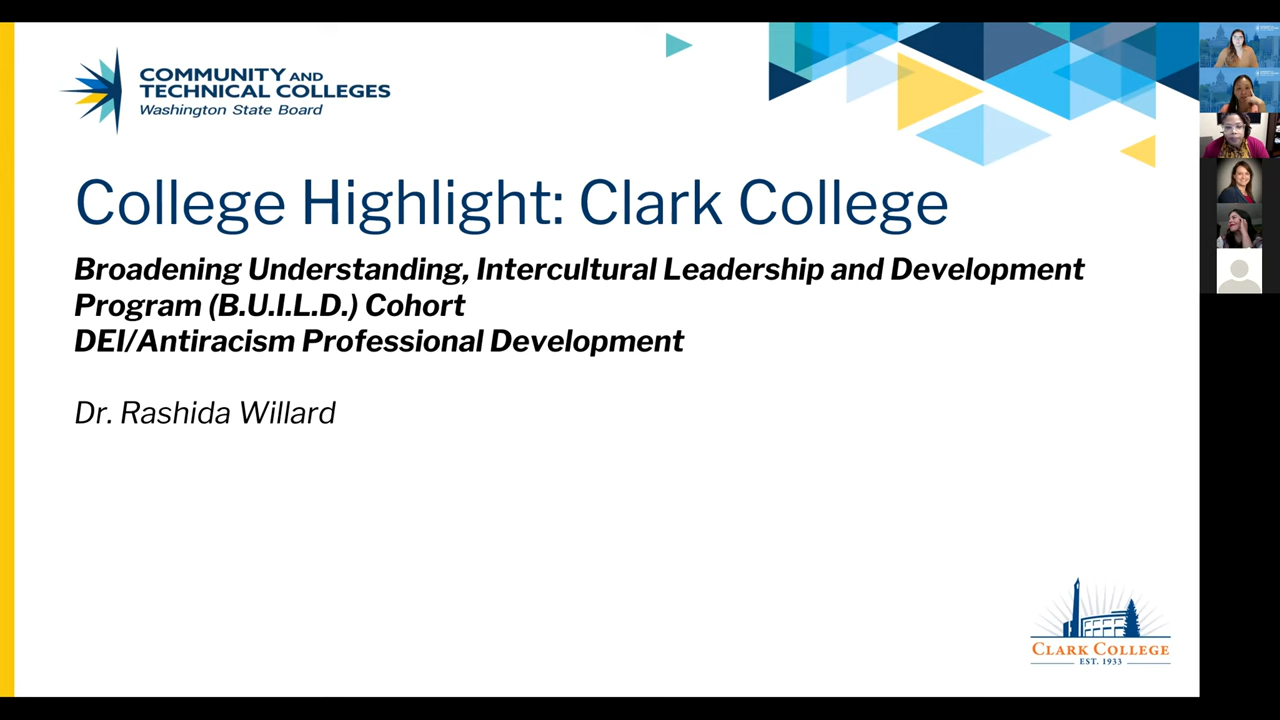 COMMUNITY AND
TECHNICAL COLLEGES
Washington State Board
College Highlight: Clark College
Broadening Understanding, Intercultural Leadership and Development
Program (B.U.I.L.D.) Cohort
DEI/Antiracism Professional Development
Dr. Rashida Willard
CLARK COLLEGE
EST. 1933